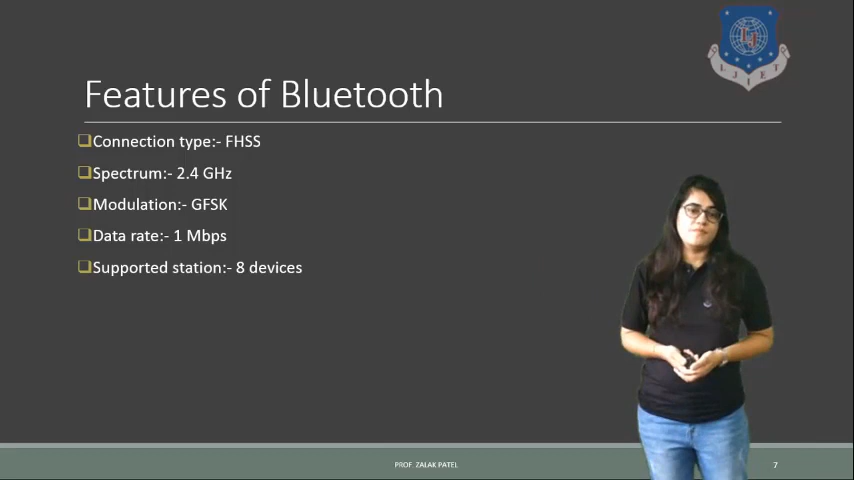 LJIET
Features of Bluetooth
Connection type:- FHSS
Spectrum:- 2.4 GHz
Modulation:- GFSK
Data rate:- 1 Mbps
Supported station:- 8 devices
PROF. ZALAK PATEL
7